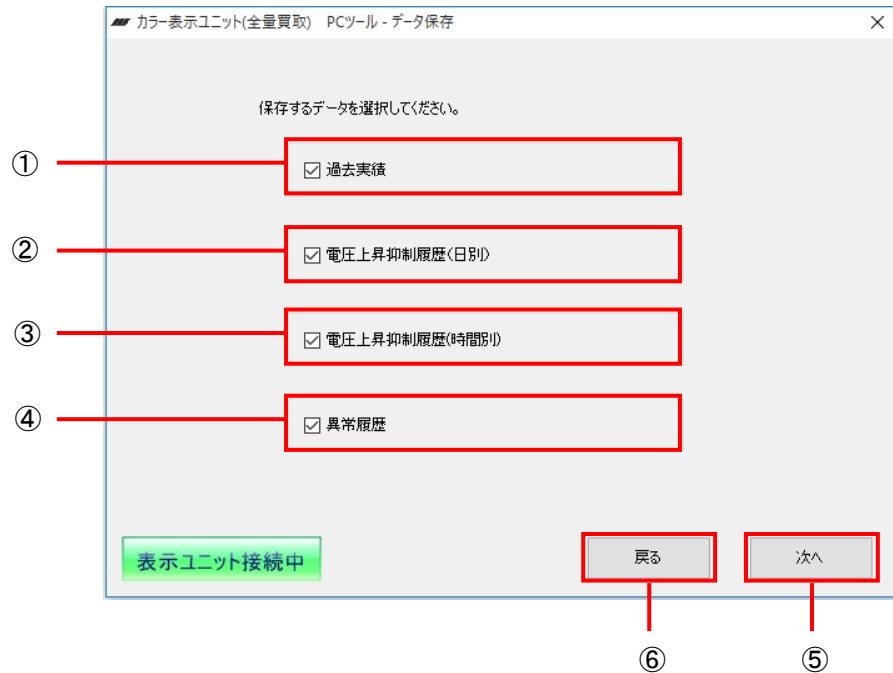 カラー表示ユニット(全量買取) PCツール - データ保存
保存するデータを選択してください。
① 過去実績
② 電圧上昇抑制履歴(日別)
③ 電圧上昇抑制履歴(時間別)
④ 異常履歴
表示ユニット接続中 戻る 次へ
⑥ ⑤